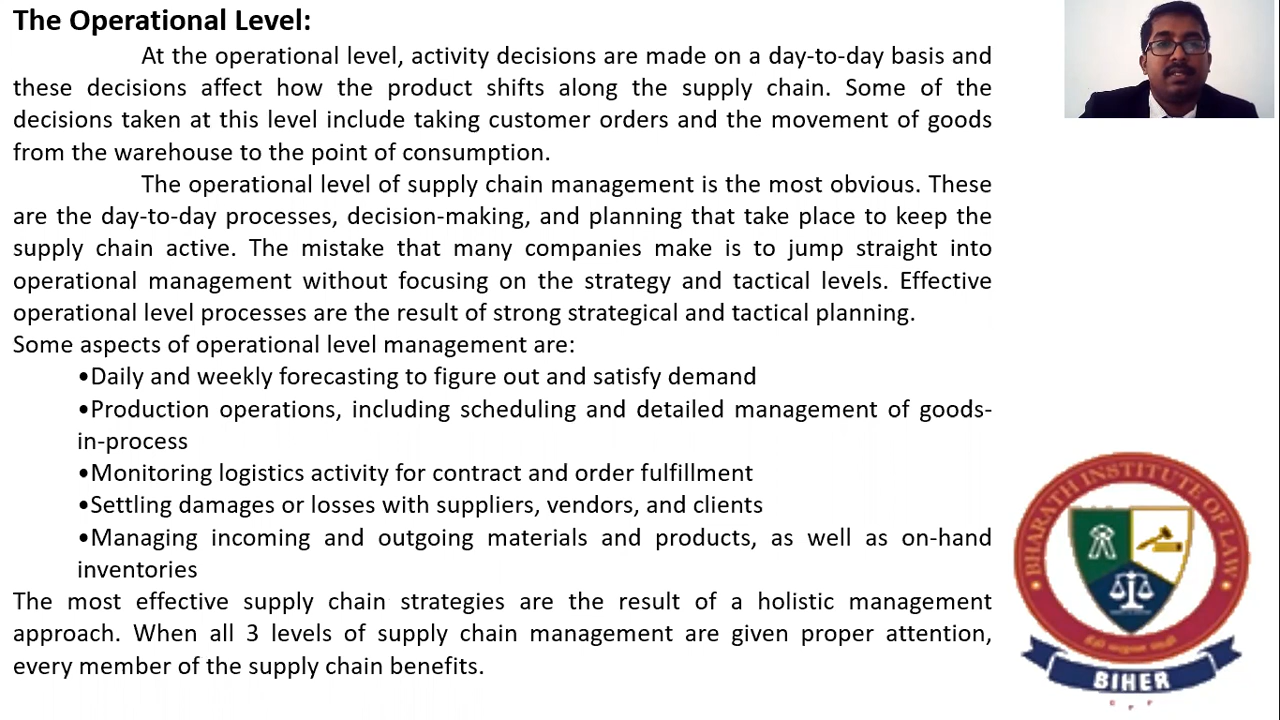 The Operational Level:
At the operational level, activity decisions are made on a day-to-day basis and
these decisions affect how the product shifts along the supply chain. Some of the
decisions taken at this level include taking customer orders and the movement of goods
from the warehouse to the point of consumption.
The operational level of supply chain management is the most obvious. These
are the day-to-day processes, decision-making, and planning that take place to keep the
supply chain active. The mistake that many companies make is to jump straight into
operational management without focusing on the strategy and tactical levels. Effective
operational level processes are the result of strong strategical and tactical planning.
Some aspects of operational level management are:
•Daily and weekly forecasting to figure out and satisfy demand
•Production operations, including scheduling and detailed management of goods-
in-process
•Monitoring logistics activity for contract and order fulfillment
•Settling damages or losses with suppliers, vendors, and clients
•Managing incoming and outgoing materials and products, as well as on-hand
inventories
The most effective supply chain strategies are the result of a holistic management
approach. When all 3 levels of supply chain management are given proper attention,
every member of the supply chain benefits.
BHARATH INSTITUTE OF LAW
BIHER